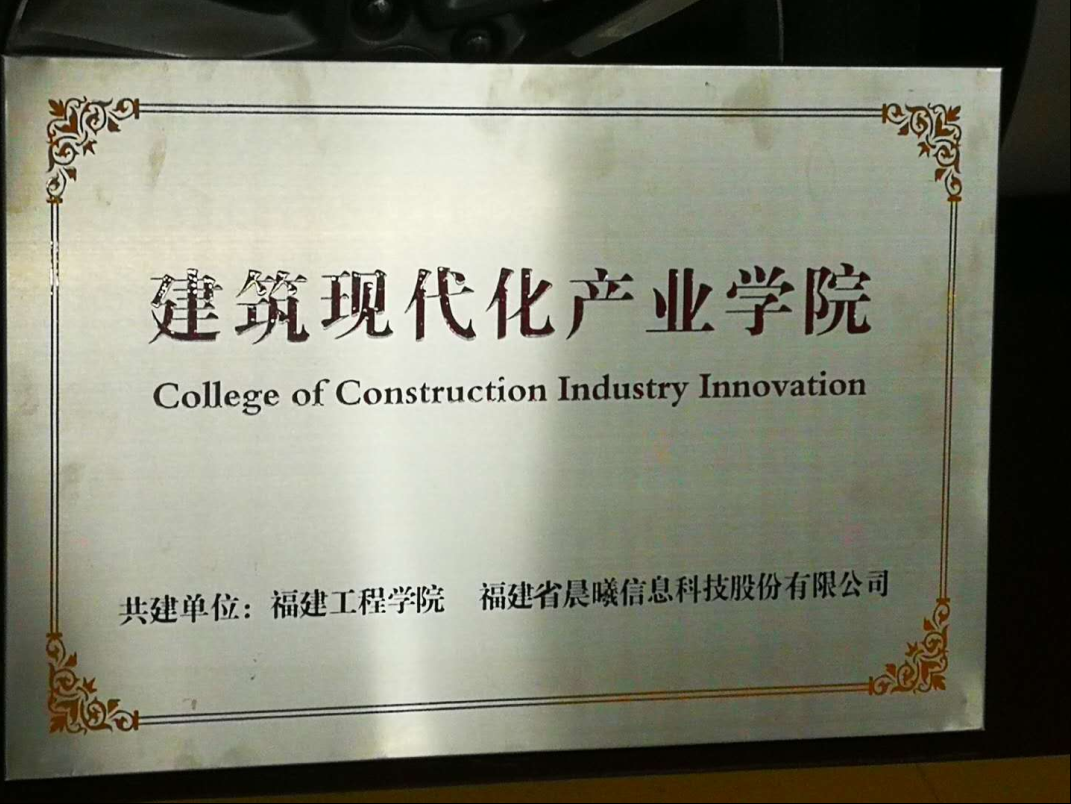 建筑现代化产业学院
College of Construction Industry Innovation
共建单位：福建工程学院 福建省晨曦信息科技股份有限公司